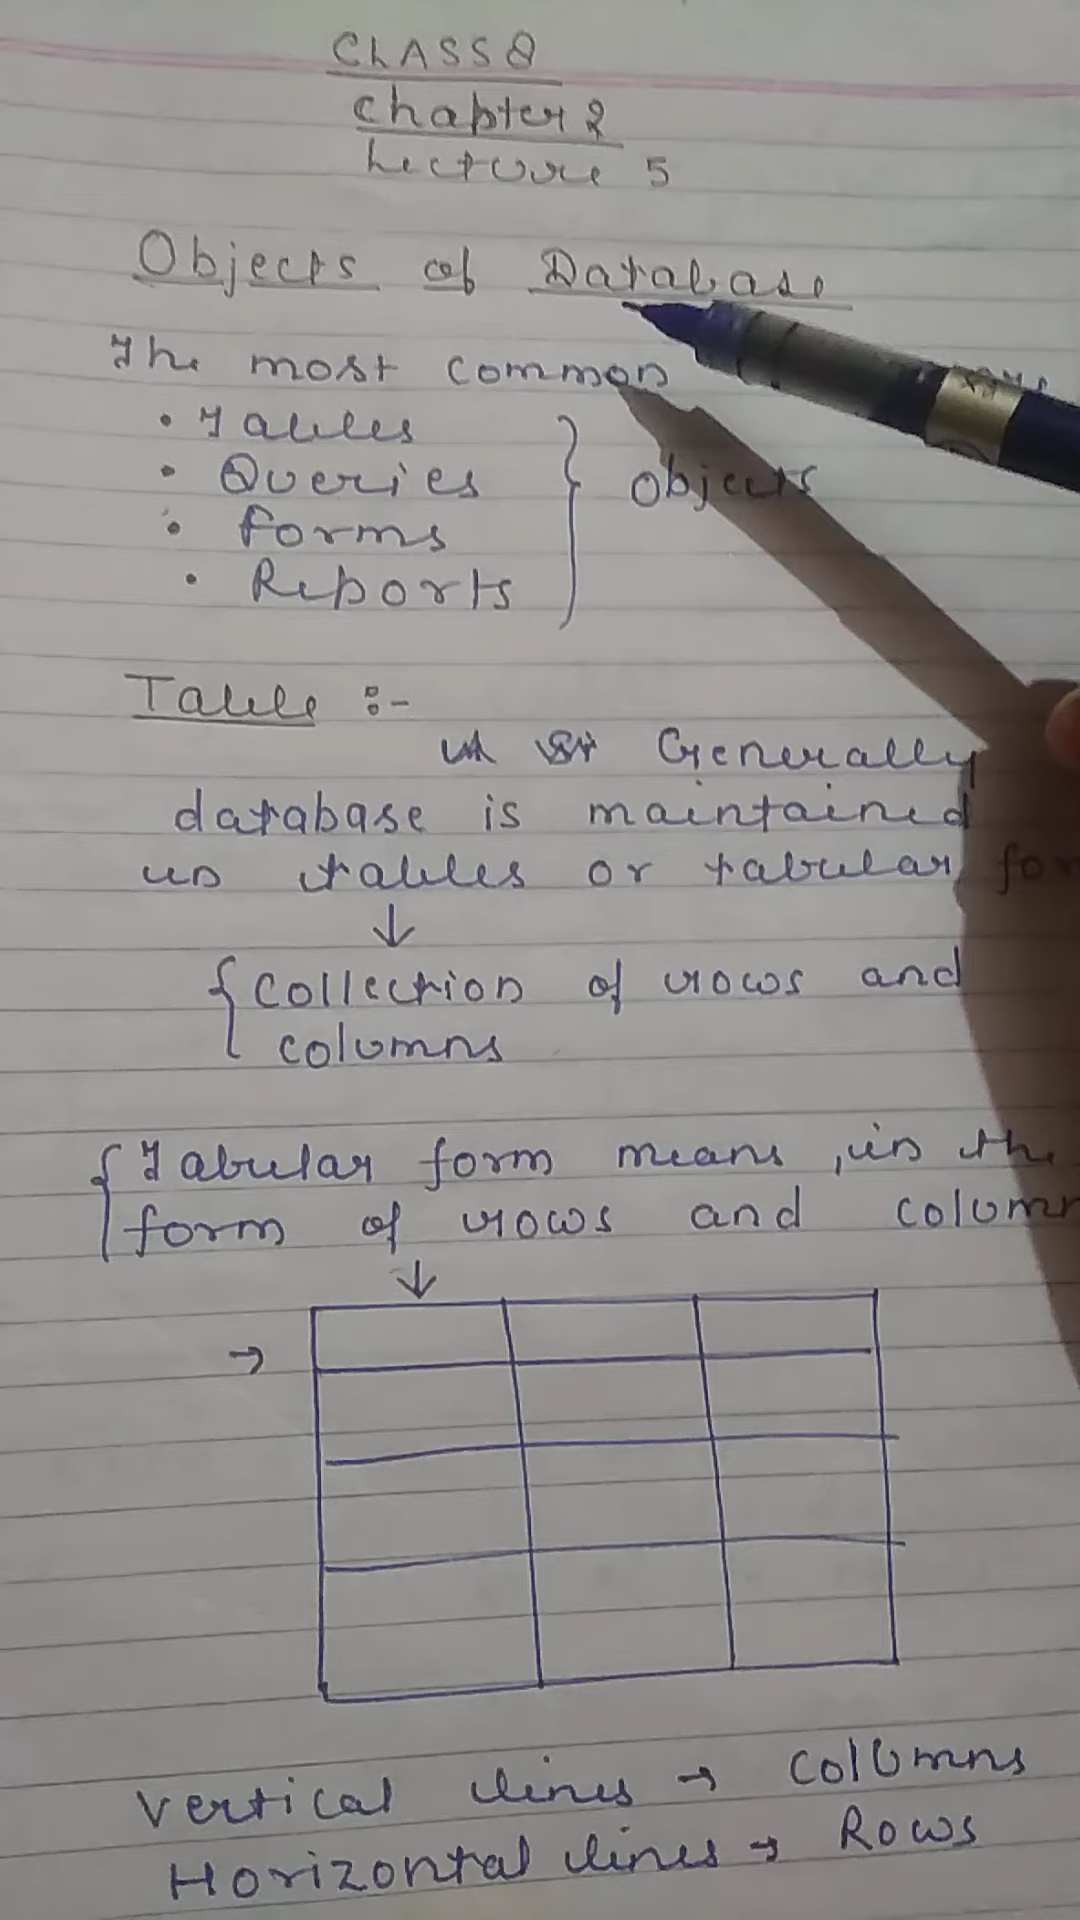 CLASS 8
Chapter 2
Lecture 5
Objects of Database
The most common
• Tables
• Queries
• Forms
• Reports
Objects
Table :-
Generally
database is maintained
in tables or tabular for
↓
{ Collection of rows and
columns
{ Tabular form means, in the
form of rows and column
↓
→
Vertical lines → Columns
Horizontal lines → Rows